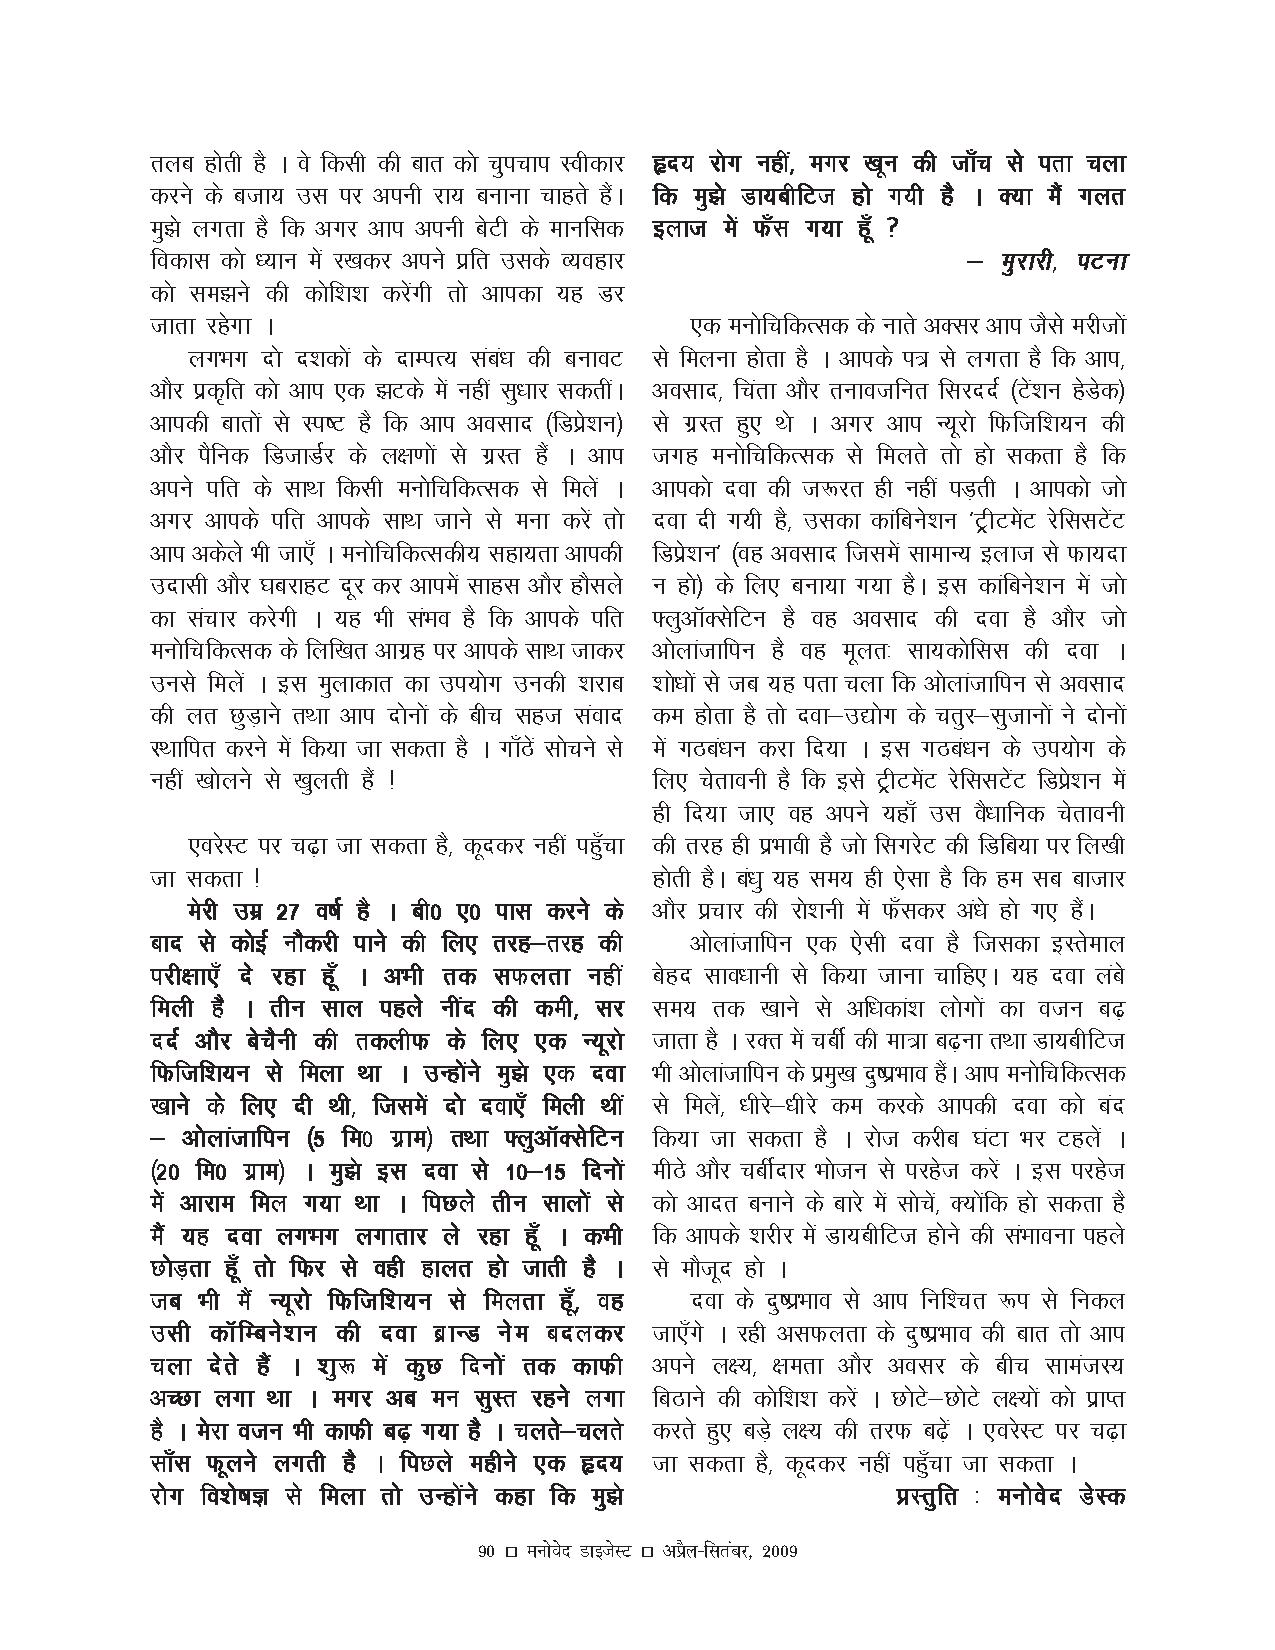 तलब होती है । वे किसी की बात को चुपचाप स्वीकार
करने के बजाय उस पर अपनी राय बनाना चाहते हैं।
मुझे लगता है कि अगर आप अपनी बेटी के मानसिक
विकास को ध्यान में रखकर अपने प्रति उसके व्यवहार
को समझने की कोशिश करेंगी तो आपका यह डर
जाता रहेगा ।
लगभग दो दशकों के दाम्पत्य संबंध की बनावट
और प्रकृति को आप एक झटके में नहीं सुधार सकतीं।
आपकी बातों से स्पष्ट है कि आप अवसाद (डिप्रेशन)
और पैनिक डिजार्डर के लक्षणों से ग्रस्त हैं । आप
अपने पति के साथ किसी मनोचिकित्सक से मिलें ।
अगर आपके पति आपके साथ जाने से मना करें तो
आप अकेले भी जाएँ । मनोचिकित्सकीय सहायता आपकी
उदासी और घबराहट दूर कर आपमें साहस और हौसले
का संचार करेगी । यह भी संभव है कि आपके पति
मनोचिकित्सक के लिखित आग्रह पर आपके साथ जाकर
उनसे मिलें । इस मुलाकात का उपयोग उनकी शराब
की लत छुड़ाने तथा आप दोनों के बीच सहज संवाद
स्थापित करने में किया जा सकता है । गाँठें सोचने से
नहीं खोलने से खुलती हैं !
एवरेस्ट पर चढ़ा जा सकता है, कूदकर नहीं पहुँचा
जा सकता !
मेरी उम्र 27 वर्ष है । बी0 ए0 पास करने के
बाद से कोई नौकरी पाने की लिए तरह–तरह की
परीक्षाएँ दे रहा हूँ । अभी तक सफलता नहीं
मिली है । तीन साल पहले नींद की कमी, सर
दर्द और बेचैनी की तकलीफ के लिए एक न्यूरो
फिजिशियन से मिला था । उन्होंने मुझे एक दवा
खाने के लिए दी थी, जिसमें दो दवाएँ मिली थीं
– ओलांजापिन (5 मि0 ग्राम) तथा फ्लुऑक्सेटिन
(20 मि0 ग्राम) । मुझे इस दवा से 10–15 दिनों
में आराम मिल गया था । पिछले तीन सालों से
मैं यह दवा लगभग लगातार ले रहा हूँ । कभी
छोड़ता हूँ तो फिर से वही हालत हो जाती है ।
जब भी मैं न्यूरो फिजिशियन से मिलता हूँ, वह
उसी कॉम्बिनेशन की दवा ब्रान्ड नेम बदलकर
चला देते हैं । शुरू में कुछ दिनों तक काफी
अच्छा लगा था । मगर अब मन सुस्त रहने लगा
है । मेरा वजन भी काफी बढ़ गया है । चलते–चलते
साँस फूलने लगती है । पिछले महीने एक हृदय
रोग विशेषज्ञ से मिला तो उन्होंने कहा कि मुझे
हृदय रोग नहीं, मगर खून की जाँच से पता चला
कि मुझे डायबीटिज हो गयी है । क्या मैं गलत
इलाज में फँस गया हूँ ?
– मुरारी, पटना
एक मनोचिकित्सक के नाते अक्सर आप जैसे मरीजों
से मिलना होता है । आपके पत्र से लगता है कि आप,
अवसाद, चिंता और तनावजनित सिरदर्द (टेंशन हेडेक)
से ग्रस्त हुए थे । अगर आप न्यूरो फिजिशियन की
जगह मनोचिकित्सक से मिलते तो हो सकता है कि
आपको दवा की जरूरत ही नहीं पड़ती । आपको जो
दवा दी गयी है, उसका कांबिनेशन 'ट्रीटमेंट रेसिसटेंट
डिप्रेशन' (वह अवसाद जिसमें सामान्य इलाज से फायदा
न हो) के लिए बनाया गया है। इस कांबिनेशन में जो
फ्लुऑक्सेटिन है वह अवसाद की दवा है और जो
ओलांजापिन है वह मूलतः सायकोसिस की दवा ।
शोधों से जब यह पता चला कि ओलांजापिन से अवसाद
कम होता है तो दवा–उद्योग के चतुर–सुजानों ने दोनों
में गठबंधन करा दिया । इस गठबंधन के उपयोग के
लिए चेतावनी है कि इसे ट्रीटमेंट रेसिसटेंट डिप्रेशन में
ही दिया जाए वह अपने यहाँ उस वैधानिक चेतावनी
की तरह ही प्रभावी है जो सिगरेट की डिबिया पर लिखी
होती है। बंधु यह समय ही ऐसा है कि हम सब बाजार
और प्रचार की रोशनी में फँसकर अंधे हो गए हैं।
ओलांजापिन एक ऐसी दवा है जिसका इस्तेमाल
बेहद सावधानी से किया जाना चाहिए। यह दवा लंबे
समय तक खाने से अधिकांश लोगों का वजन बढ़
जाता है । रक्त में चर्बी की मात्रा बढ़ना तथा डायबीटिज
भी ओलांजापिन के प्रमुख दुष्प्रभाव हैं। आप मनोचिकित्सक
से मिलें, धीरे–धीरे कम करके आपकी दवा को बंद
किया जा सकता है । रोज करीब घंटा भर टहलें ।
मीठे और चर्बीदार भोजन से परहेज करें । इस परहेज
को आदत बनाने के बारे में सोचें, क्योंकि हो सकता है
कि आपके शरीर में डायबीटिज होने की संभावना पहले
से मौजूद हो ।
दवा के दुष्प्रभाव से आप निश्चित रूप से निकल
जाएँगे । रही असफलता के दुष्प्रभाव की बात तो आप
अपने लक्ष्य, क्षमता और अवसर के बीच सामंजस्य
बिठाने की कोशिश करें । छोटे–छोटे लक्ष्यों को प्राप्त
करते हुए बड़े लक्ष्य की तरफ बढ़ें । एवरेस्ट पर चढ़ा
जा सकता है, कूदकर नहीं पहुँचा जा सकता ।
प्रस्तुति : मनोवेद डेस्क
90 □ मनोवेद डाइजेस्ट □ अप्रैल-सितंबर, 2009